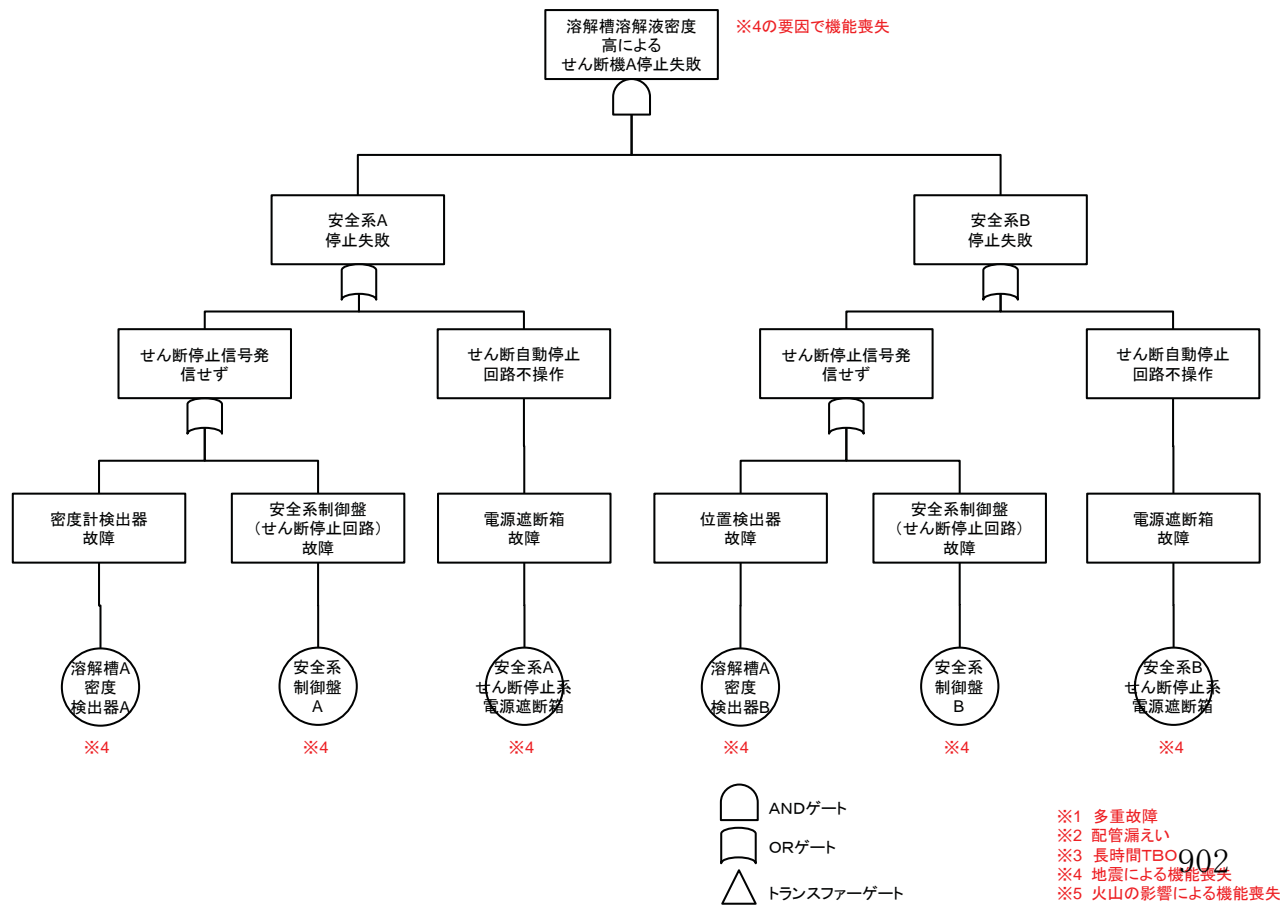 溶解槽溶解液密度
高による
せん断機A停止失敗
※4の要因で機能喪失
安全系A
停止失敗
安全系B
停止失敗
せん断停止信号発
信せず
せん断自動停止
回路不操作
せん断停止信号発
信せず
せん断自動停止
回路不操作
密度計検出器
故障
安全系制御盤
(せん断停止回路)
故障
電源遮断箱
故障
位置検出器
故障
安全系制御盤
(せん断停止回路)
故障
電源遮断箱
故障
溶解槽A
密度
検出器A
安全系
制御盤
A
安全系A
せん断停止系
電源遮断箱
溶解槽A
密度
検出器B
安全系
制御盤
B
安全系B
せん断停止系
電源遮断箱
※4
※4
※4
※4
※4
※4
ANDゲート
ORゲート
トランスファーゲート
※1 多重故障
※2 配管漏えい
※3 長時間TBO
※4 地震による機能喪失
※5 火山の影響による機能喪失
902